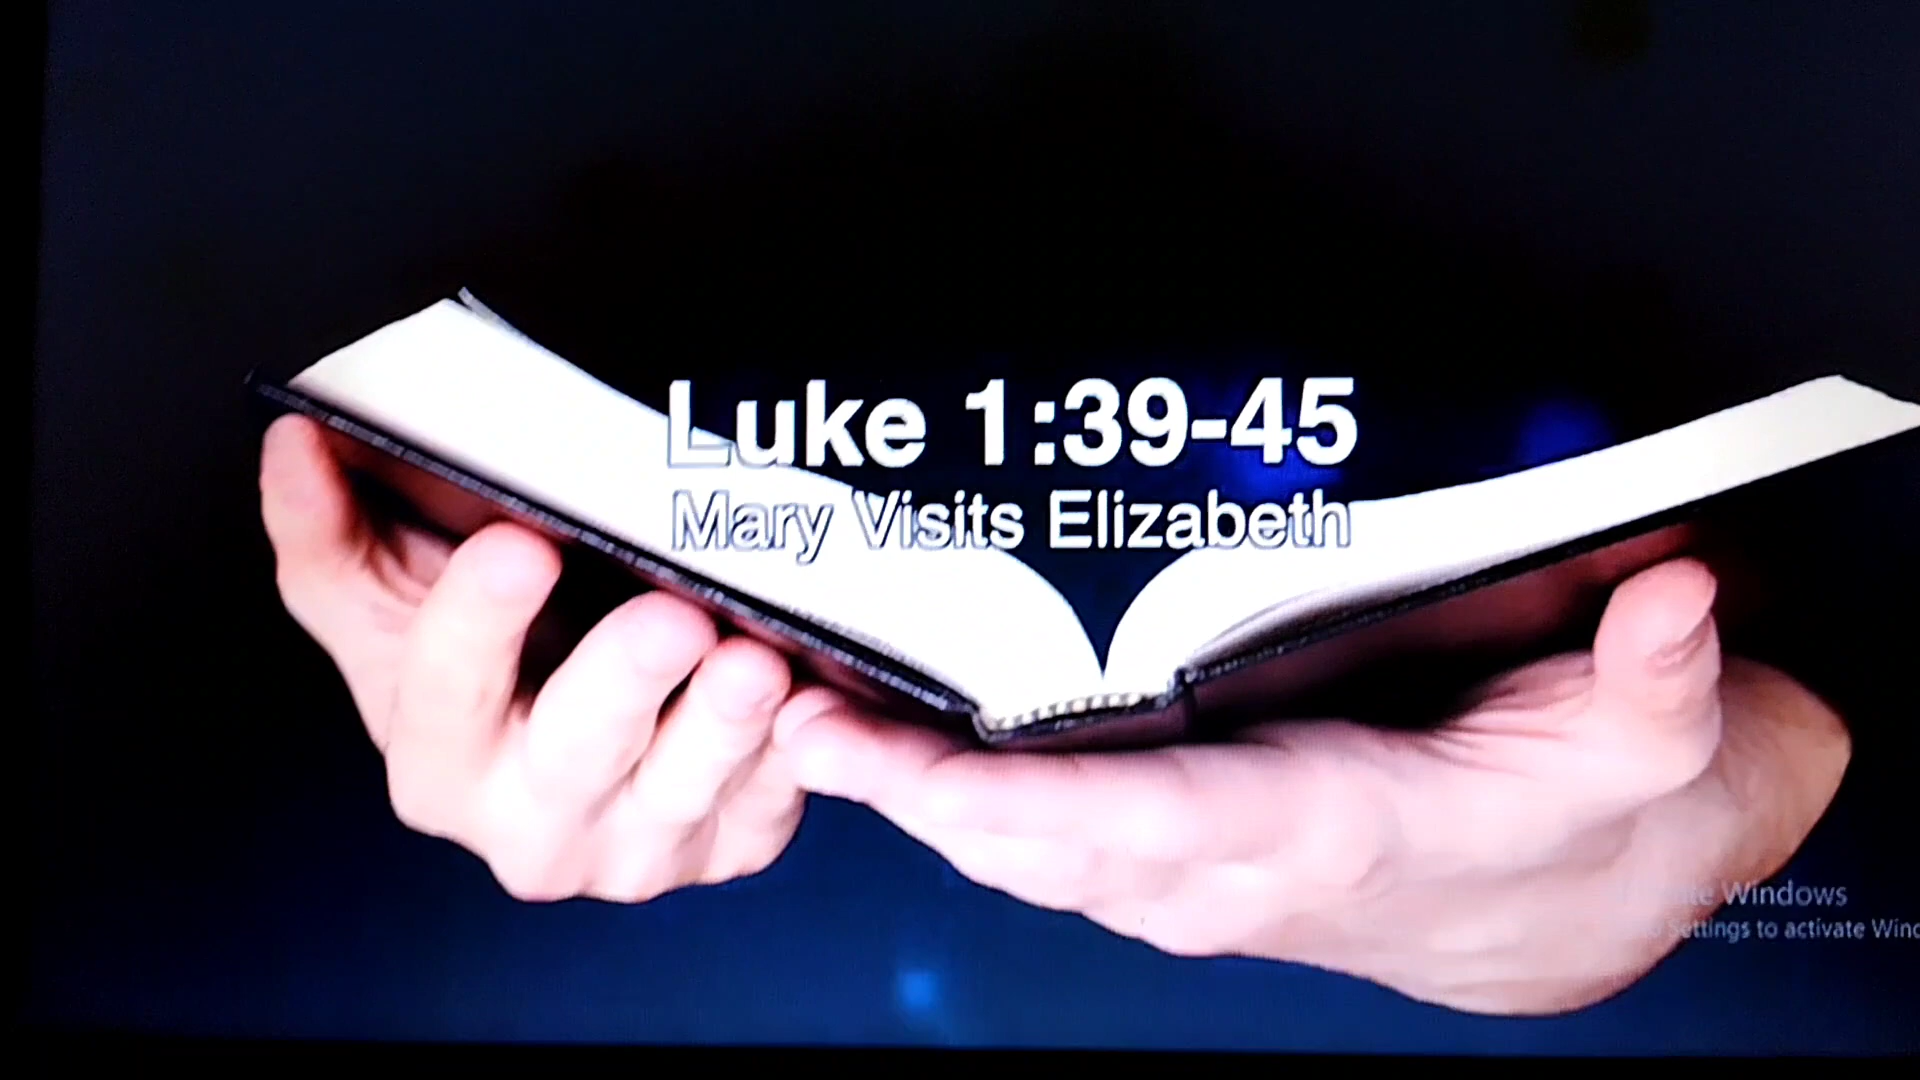 Luke 1:39-45
Mary Visits Elizabeth
Windows
Settings to activate